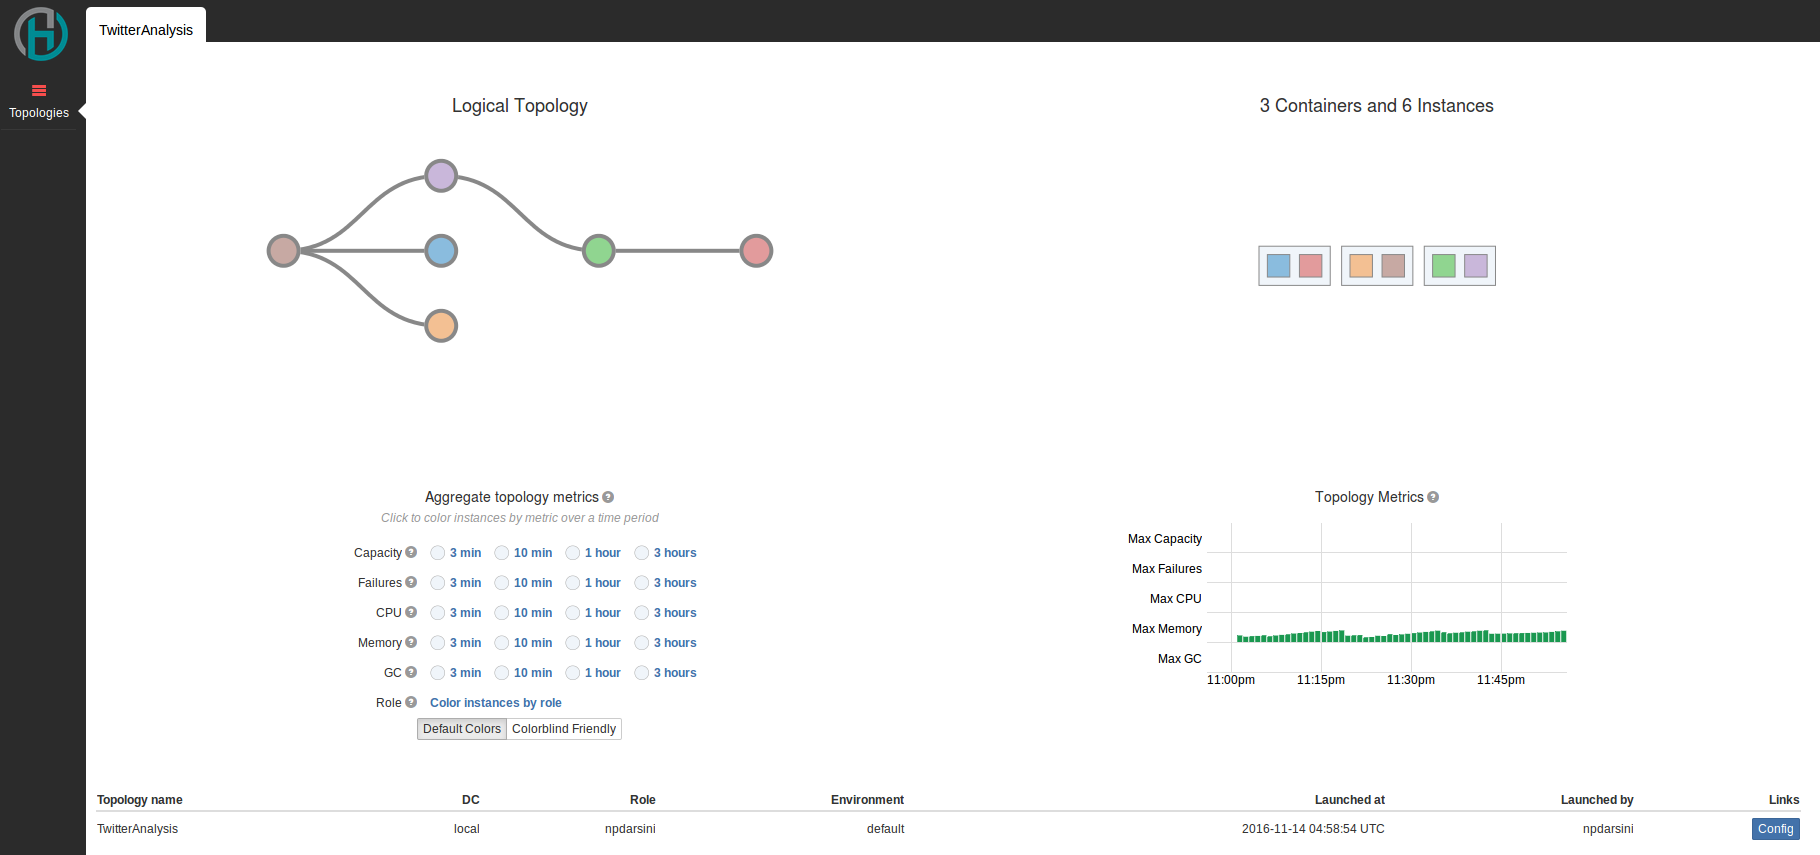 TwitterAnalysis
Topologies
Logical Topology
3 Containers and 6 Instances
Aggregate topology metrics ?
Click to color instances by metric over a time period
Capacity ? 3 min 10 min 1 hour 3 hours
Failures ? 3 min 10 min 1 hour 3 hours
CPU ? 3 min 10 min 1 hour 3 hours
Memory ? 3 min 10 min 1 hour 3 hours
GC ? 3 min 10 min 1 hour 3 hours
Role ? Color instances by role
Default Colors Colorblind Friendly
Topology Metrics ?
Max Capacity
Max Failures
Max CPU
Max Memory
Max GC
11:00pm 11:15pm 11:30pm 11:45pm
Topology name DC Role Environment Launched at Launched by Links
TwitterAnalysis local npdarsini default 2016-11-14 04:58:54 UTC npdarsini Config